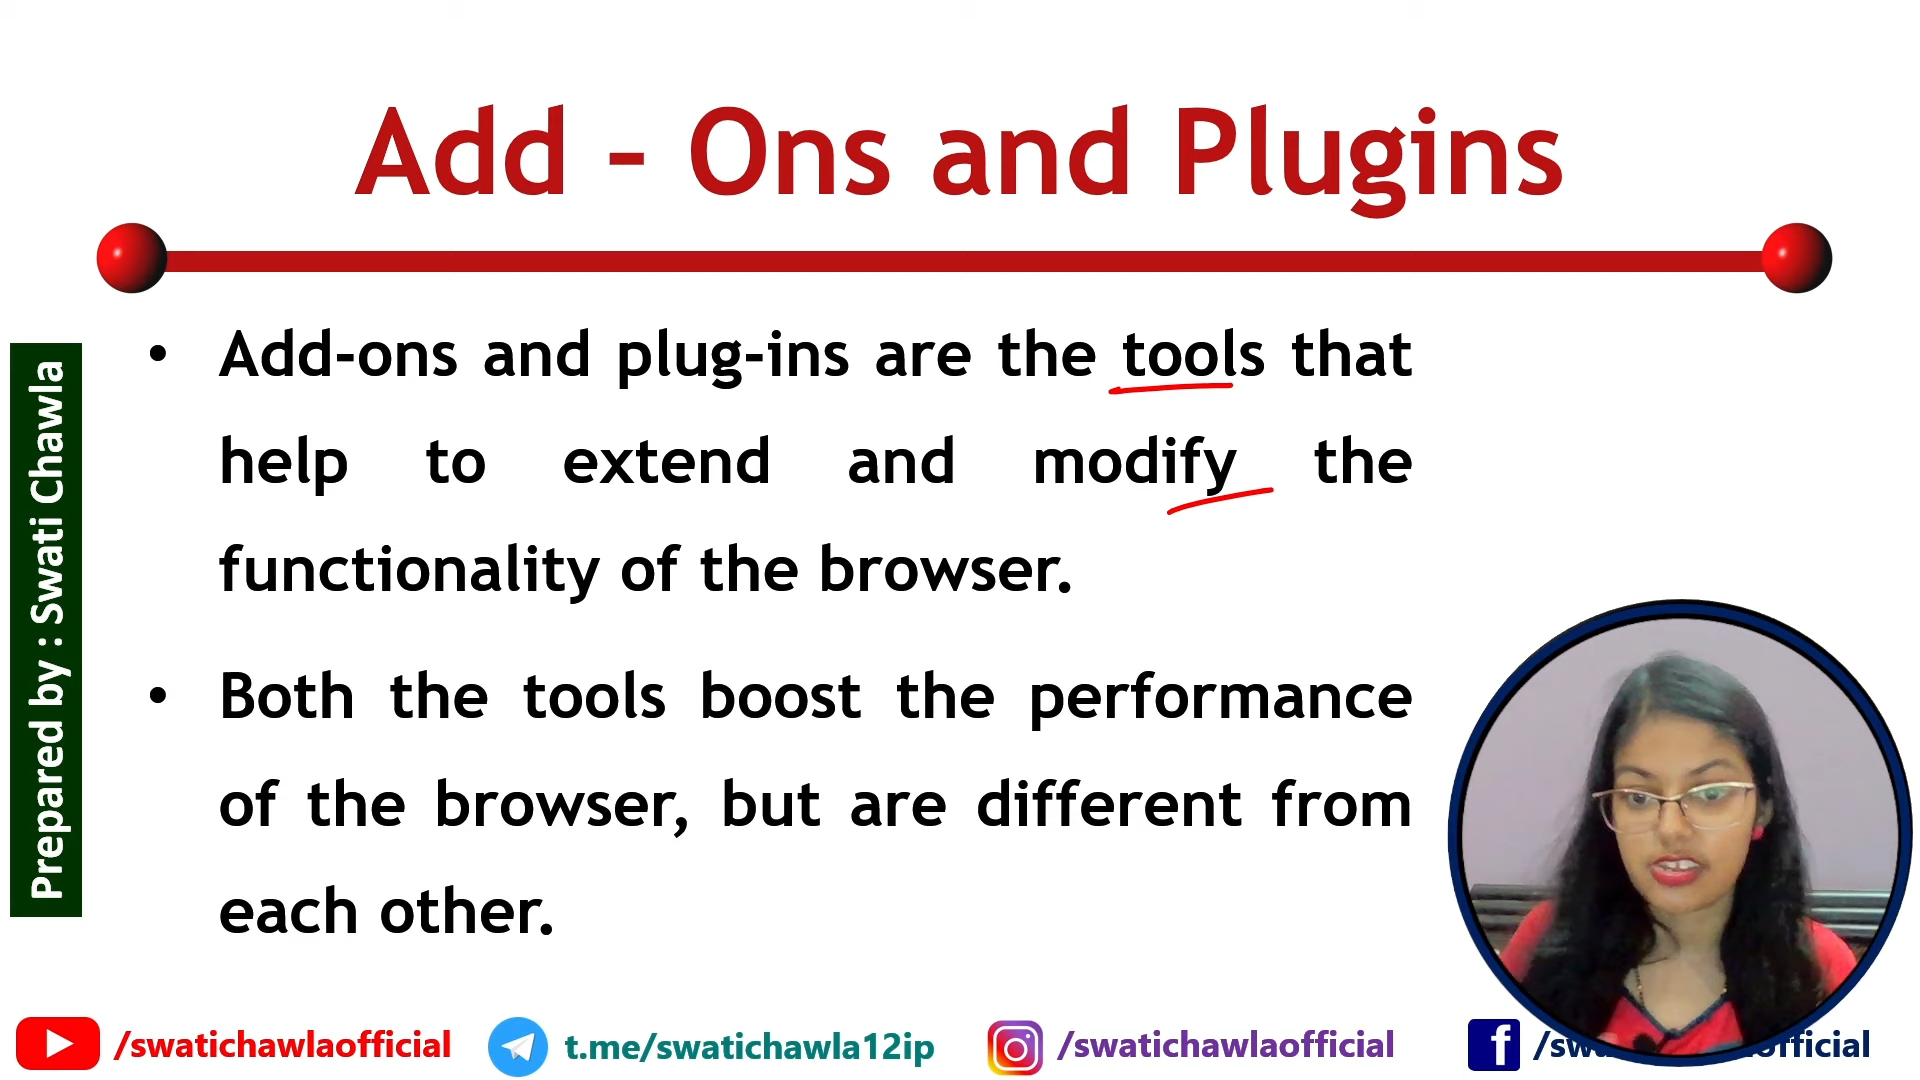 Add - Ons and Plugins
• Add-ons and plug-ins are the tools that
help to extend and modify the
functionality of the browser.
• Both the tools boost the performance
of the browser, but are different from
each other.
Prepared by : Swati Chawla
/swatichawlaofficial
t.me/swatichawla12ip
/swatichawlaofficial